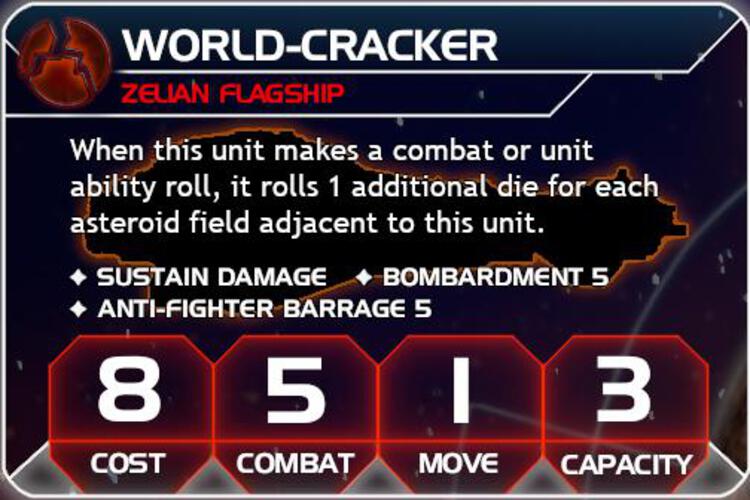 WORLD-CRACKER
ZELIAN FLAGSHIP
When this unit makes a combat or unit
ability roll, it rolls 1 additional die for each
asteroid field adjacent to this unit.
✦ SUSTAIN DAMAGE ✦ BOMBARDMENT 5
✦ ANTI-FIGHTER BARRAGE 5
8 5 1 3
COST COMBAT MOVE CAPACITY